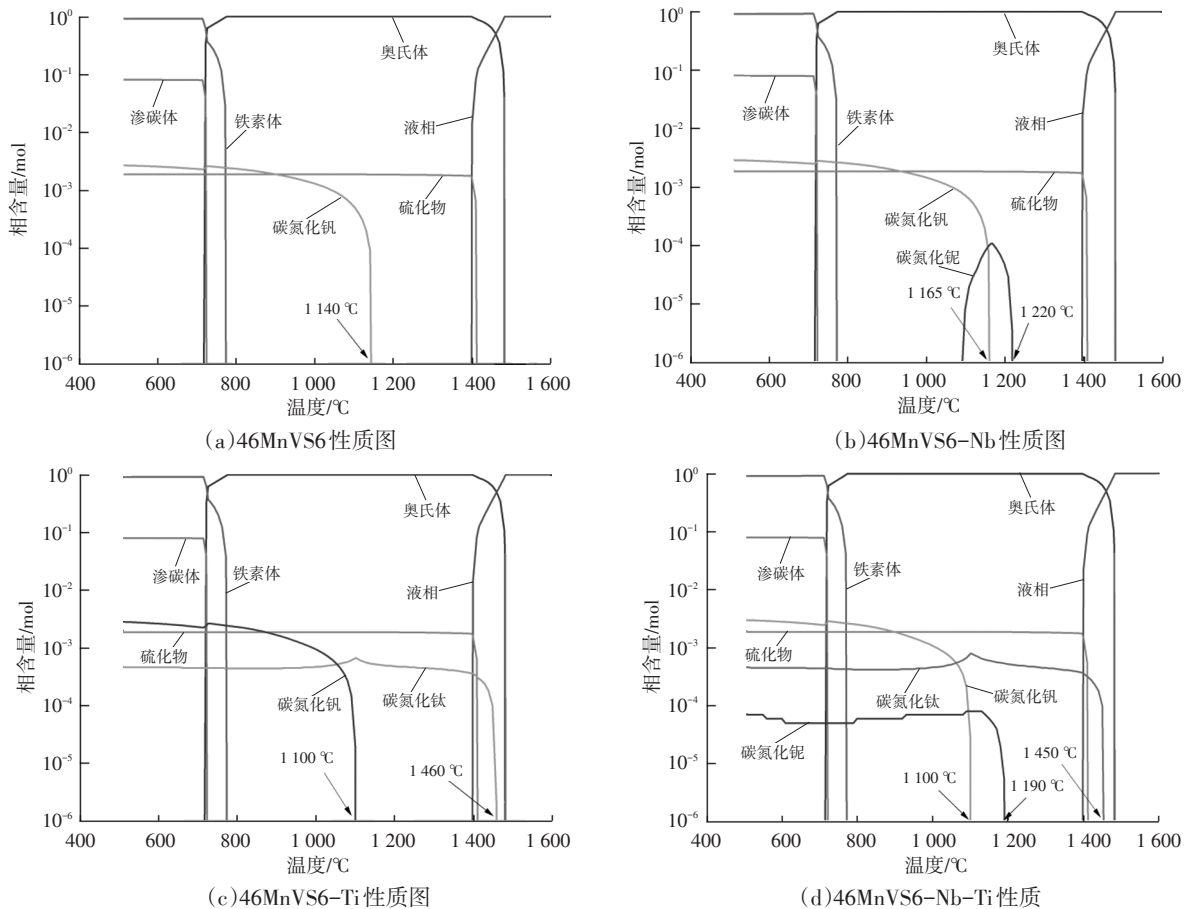 10⁰
10⁻¹
10⁻²
10⁻³
10⁻⁴
10⁻⁵
10⁻⁶
相含量/mol
奥氏体
渗碳体
铁素体
液相
硫化物
碳氮化钒
1 140 ℃
400 600 800 1 000 1 200 1 400 1 600
温度/℃
(a)46MnVS6性质图
10⁰
10⁻¹
10⁻²
10⁻³
10⁻⁴
10⁻⁵
10⁻⁶
相含量/mol
奥氏体
渗碳体
铁素体
液相
硫化物
碳氮化钒
碳氮化铌
1 165 ℃
1 220 ℃
400 600 800 1 000 1 200 1 400 1 600
温度/℃
(b)46MnVS6-Nb性质图
10⁰
10⁻¹
10⁻²
10⁻³
10⁻⁴
10⁻⁵
10⁻⁶
相含量/mol
奥氏体
渗碳体
铁素体
液相
硫化物
碳氮化钒
碳氮化钛
1 100 ℃
1 460 ℃
400 600 800 1 000 1 200 1 400 1 600
温度/℃
(c)46MnVS6-Ti性质图
10⁰
10⁻¹
10⁻²
10⁻³
10⁻⁴
10⁻⁵
10⁻⁶
相含量/mol
奥氏体
渗碳体
铁素体
液相
硫化物
碳氮化钛
碳氮化钒
碳氮化铌
1 450 ℃
1 100 ℃
1 190 ℃
400 600 800 1 000 1 200 1 400 1 600
温度/℃
(d)46MnVS6-Nb-Ti性质